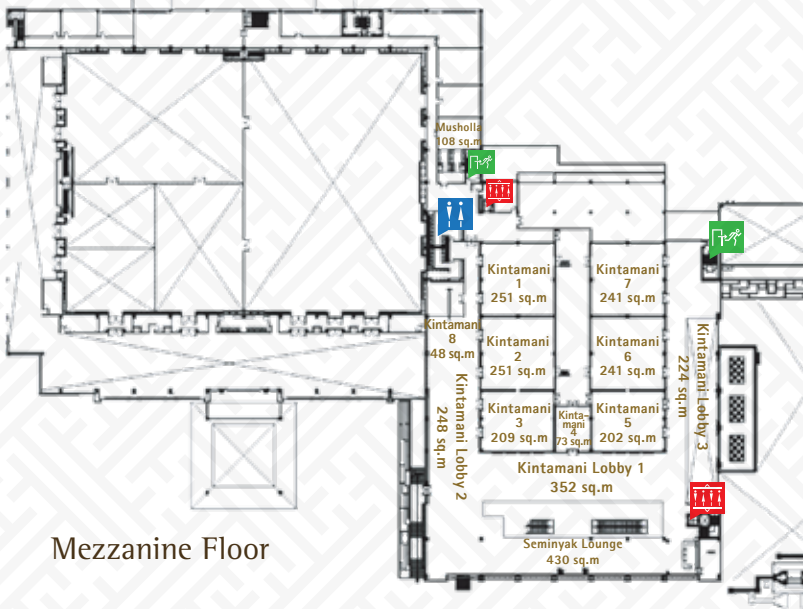 Musholla
108 sq.m
Kintamani
1
251 sq.m
Kintamani
7
241 sq.m
Kintamani
8
48 sq.m
Kintamani
2
251 sq.m
Kintamani
6
241 sq.m
Kintamani Lobby 3
224 sq.m
Kintamani Lobby 2
248 sq.m
Kintamani
3
209 sq.m
Kinta-
mani
4
73 sq.m
Kintamani
5
202 sq.m
Kintamani Lobby 1
352 sq.m
Seminyak Lounge
430 sq.m
Mezzanine Floor